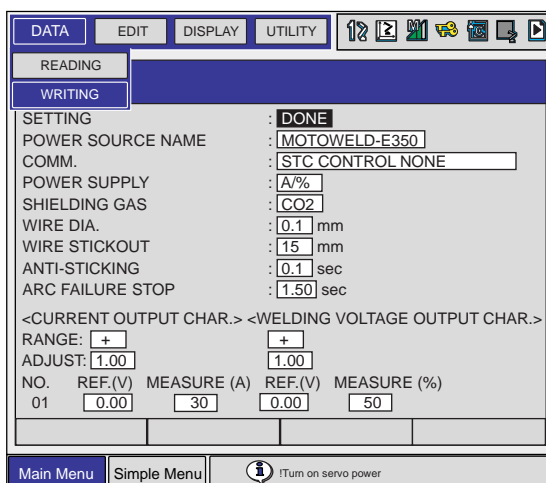 DATA EDIT DISPLAY UTILITY
READING
WRITING
SETTING : DONE
POWER SOURCE NAME : MOTOWELD-E350
COMM. : STC CONTROL NONE
POWER SUPPLY : A/%
SHIELDING GAS : CO2
WIRE DIA. : 0.1 mm
WIRE STICKOUT : 15 mm
ANTI-STICKING : 0.1 sec
ARC FAILURE STOP : 1.50 sec
<CURRENT OUTPUT CHAR.> <WELDING VOLTAGE OUTPUT CHAR.>
RANGE: + +
ADJUST: 1.00 1.00
NO. REF.(V) MEASURE (A) REF.(V) MEASURE (%)
01 0.00 30 0.00 50
Main Menu Simple Menu !Turn on servo power